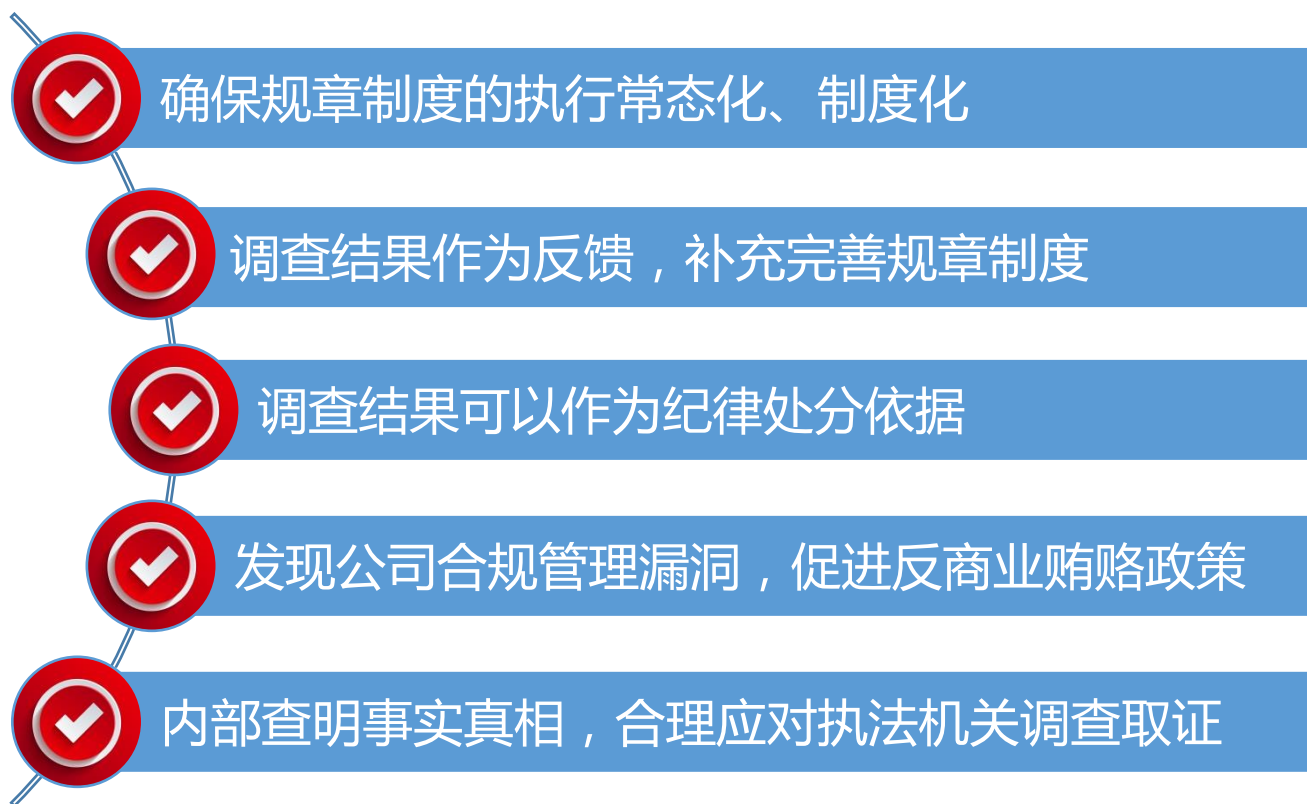 确保规章制度的执行常态化、制度化
调查结果作为反馈，补充完善规章制度
调查结果可以作为纪律处分依据
发现公司合规管理漏洞，促进反商业贿赂政策
内部查明事实真相，合理应对执法机关调查取证